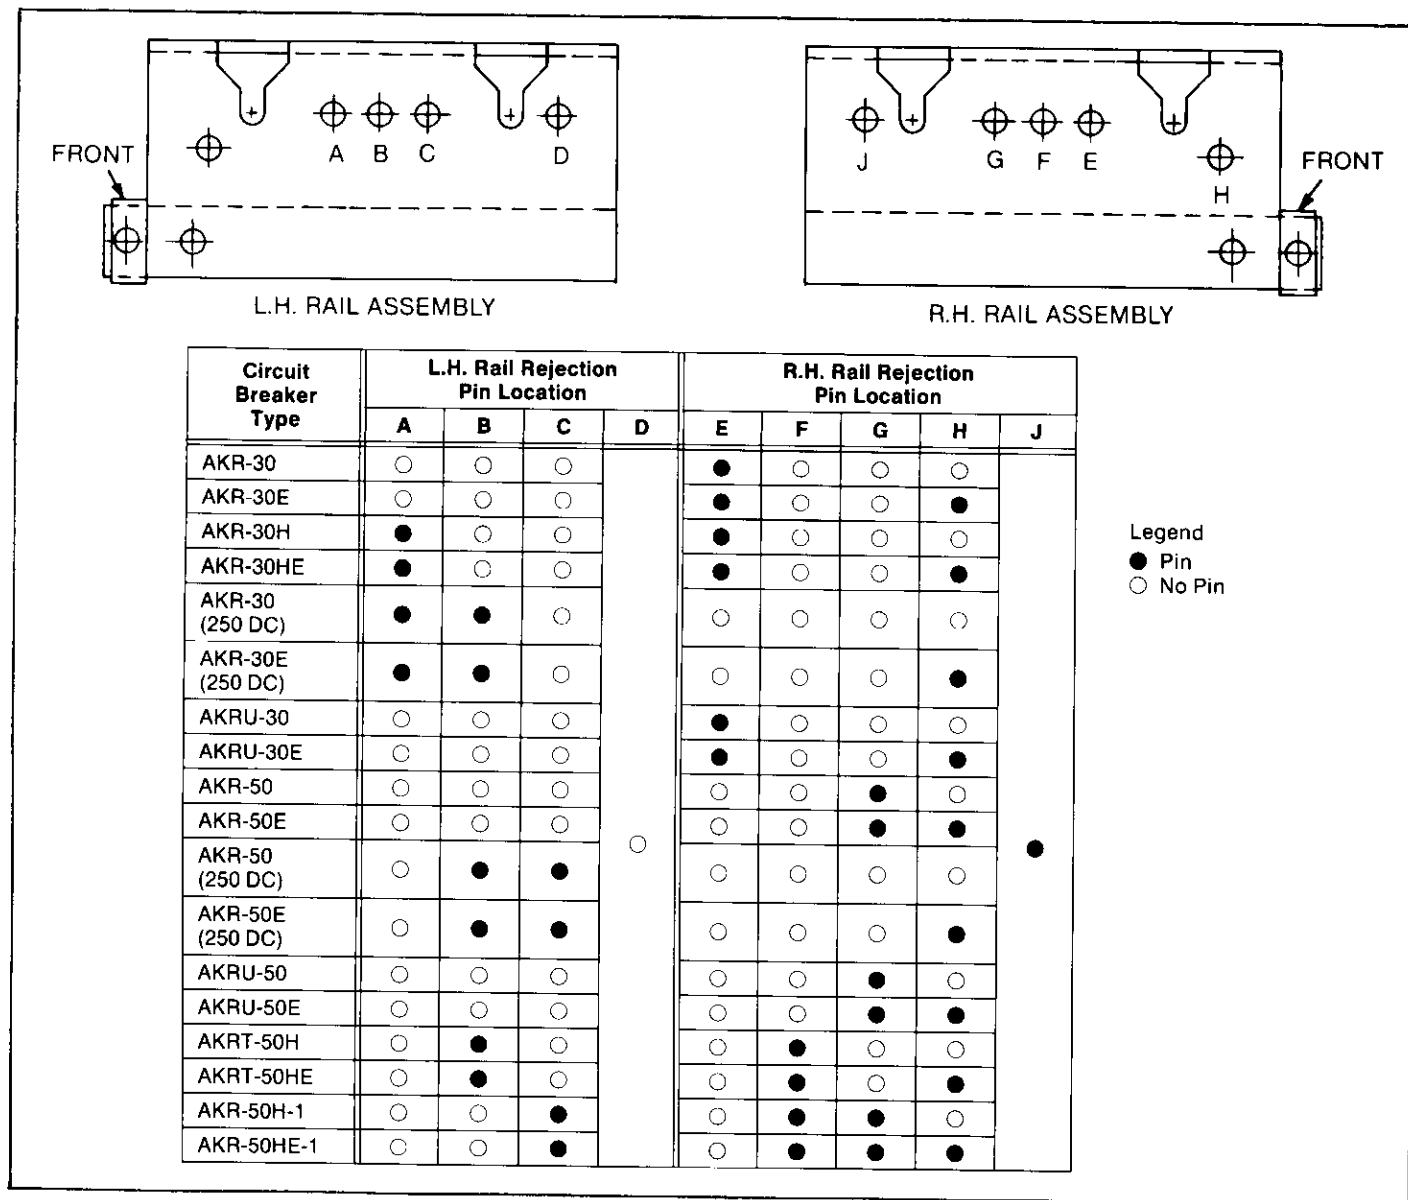 FRONT
A B C D
L.H. RAIL ASSEMBLY
J G F E
H
FRONT
R.H. RAIL ASSEMBLY
Circuit
Breaker
Type
L.H. Rail Rejection
Pin Location
R.H. Rail Rejection
Pin Location
A B C D E F G H J
AKR-30 ○ ○ ○ ● ○ ○ ○
AKR-30E ○ ○ ○ ● ○ ○ ●
AKR-30H ● ○ ○ ● ○ ○ ○
AKR-30HE ● ○ ○ ● ○ ○ ●
AKR-30
(250 DC) ● ● ○ ○ ○ ○ ○
AKR-30E
(250 DC) ● ● ○ ○ ○ ○ ●
AKRU-30 ○ ○ ○ ● ○ ○ ○
AKRU-30E ○ ○ ○ ● ○ ○ ●
AKR-50 ○ ○ ○ ○ ○ ● ○
AKR-50E ○ ○ ○ ○ ○ ● ●
○ ●
AKR-50
(250 DC) ○ ● ● ○ ○ ○ ○
AKR-50E
(250 DC) ○ ● ● ○ ○ ○ ●
AKRU-50 ○ ○ ○ ○ ○ ● ○
AKRU-50E ○ ○ ○ ○ ○ ● ●
AKRT-50H ○ ● ○ ○ ● ○ ○
AKRT-50HE ○ ● ○ ○ ● ○ ●
AKR-50H-1 ○ ○ ● ○ ● ● ○
AKR-50HE-1 ○ ○ ● ○ ● ● ●
Legend
● Pin
○ No Pin